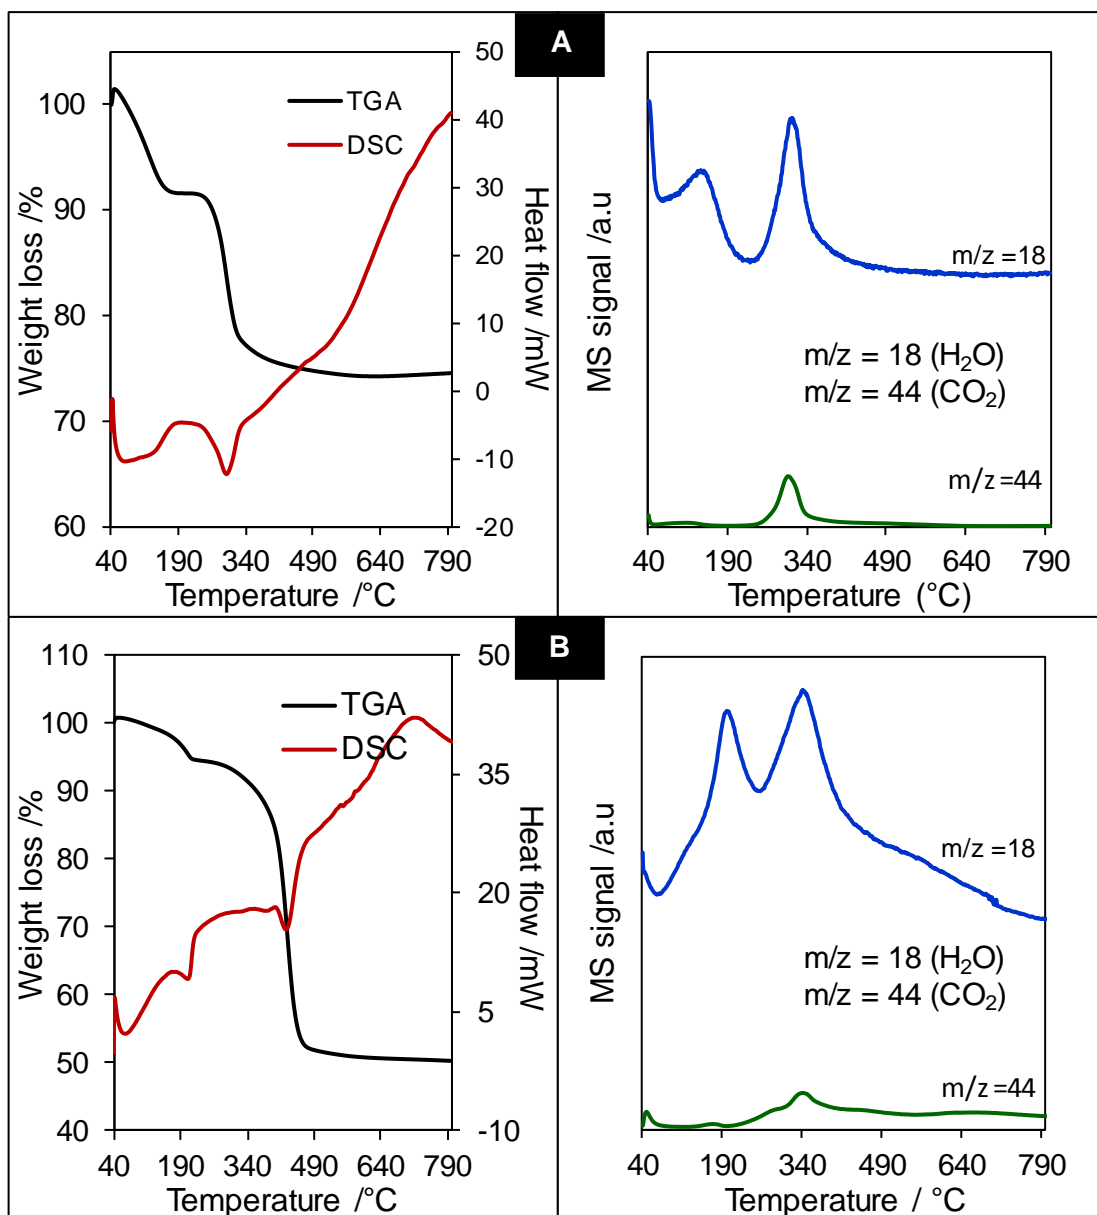 A
50
40
30
20
10
0
-10
-20
100
90
80
70
60
Weight loss /%
Heat flow /mW
TGA
DSC
40 190 340 490 640 790
Temperature /°C
MS signal /a.u
m/z =18
m/z = 18 (H₂O)
m/z = 44 (CO₂)
m/z =44
40 190 340 490 640 790
Temperature (°C)
B
110
100
90
80
70
60
50
40
50
35
20
5
-10
Weight loss /%
Heat flow /mW
TGA
DSC
40 190 340 490 640 790
Temperature /°C
MS signal /a.u
m/z =18
m/z = 18 (H₂O)
m/z = 44 (CO₂)
m/z =44
40 190 340 490 640 790
Temperature / °C